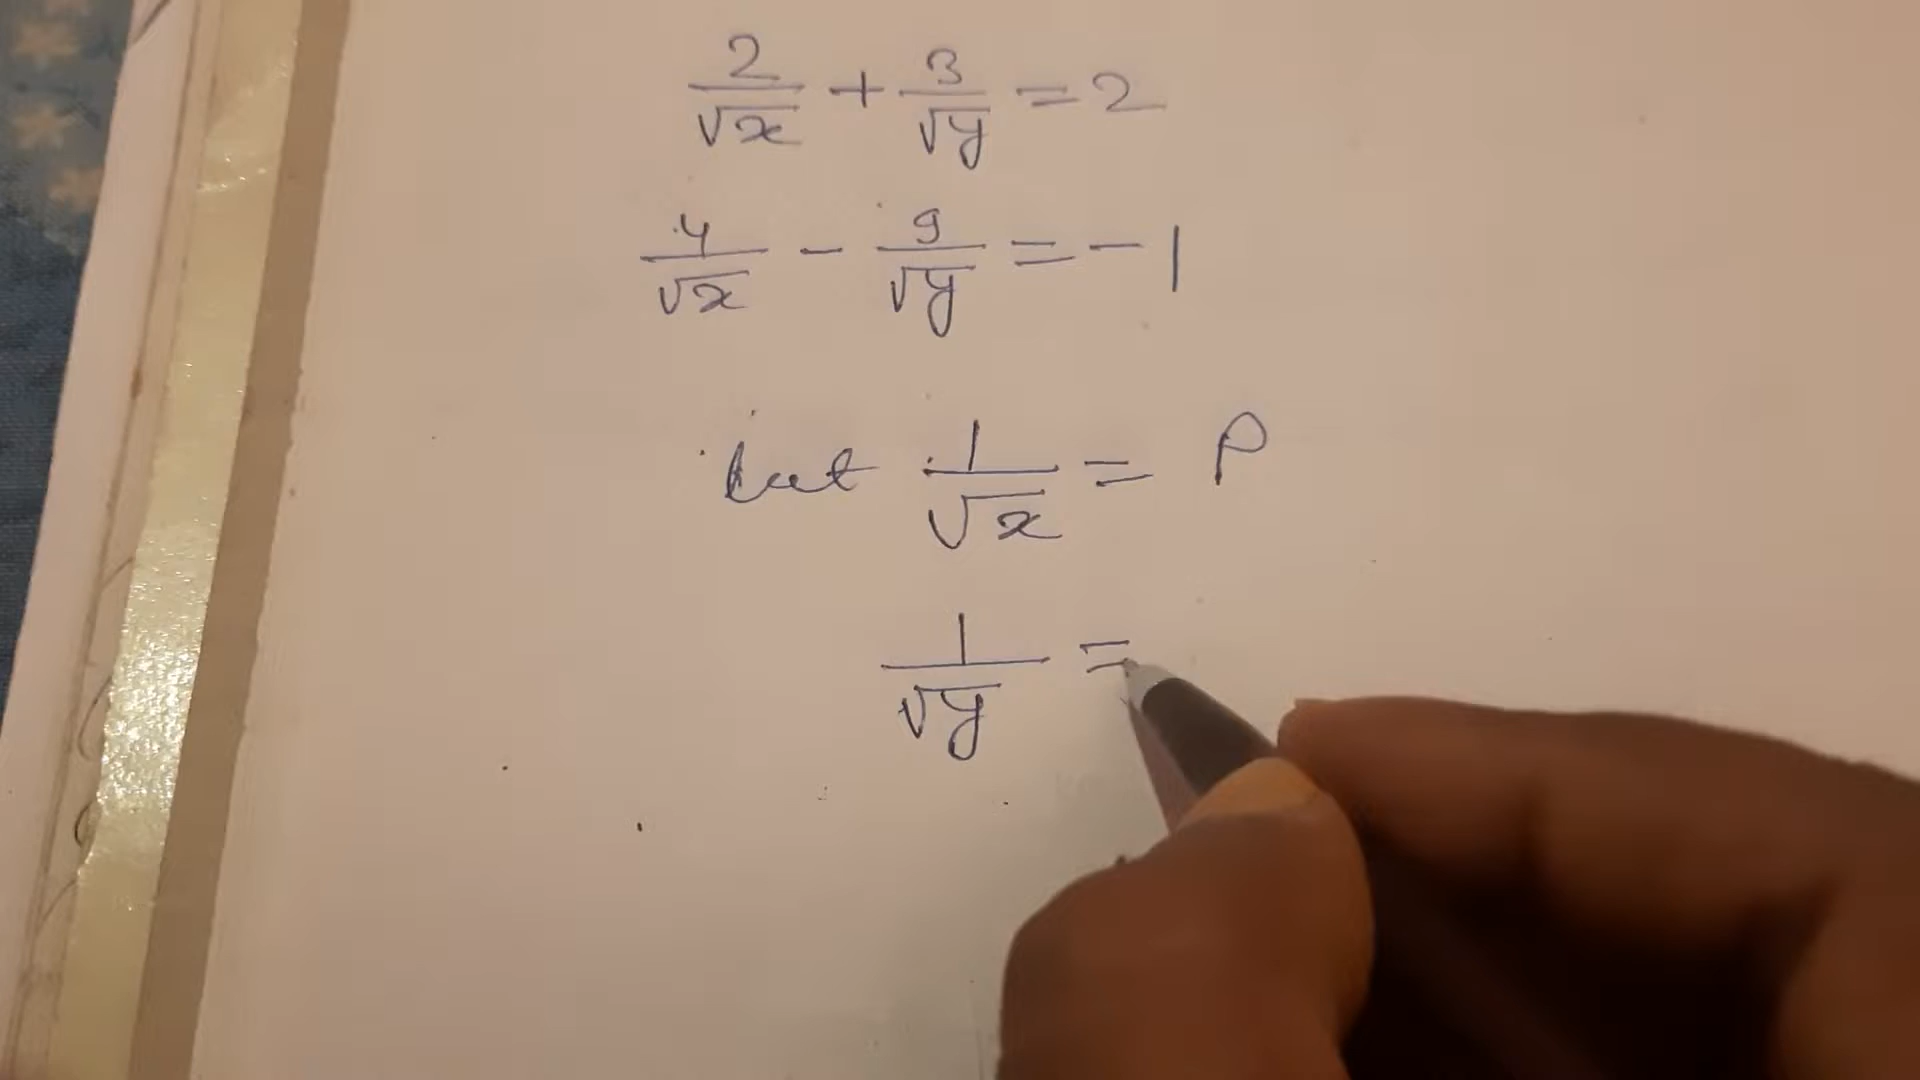 2/√x + 3/√y = 2
4/√x - 9/√y = -1
Let 1/√x = P
1/√y =